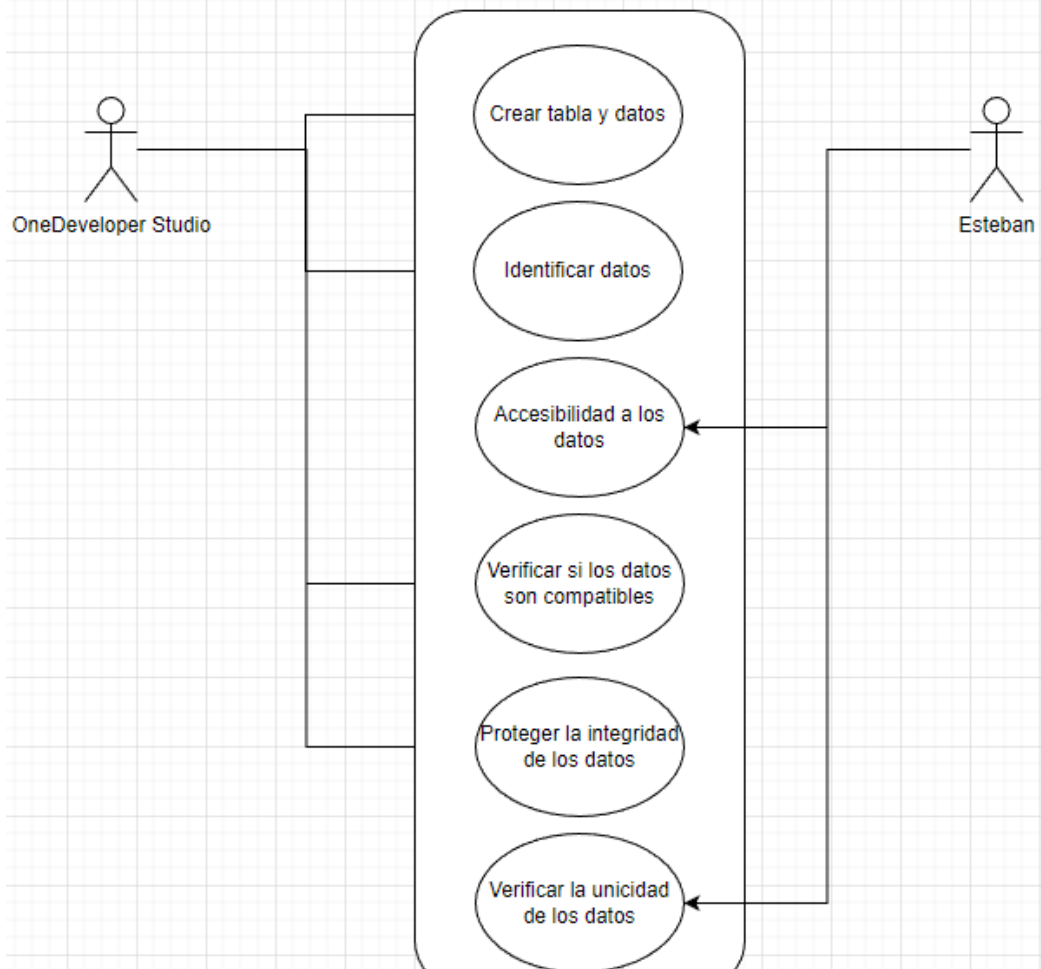 Crear tabla y datos
OneDeveloper Studio
Esteban
Identificar datos
Accesibilidad a los
datos
Verificar si los datos
son compatibles
Proteger la integridad
de los datos
Verificar la unicidad
de los datos